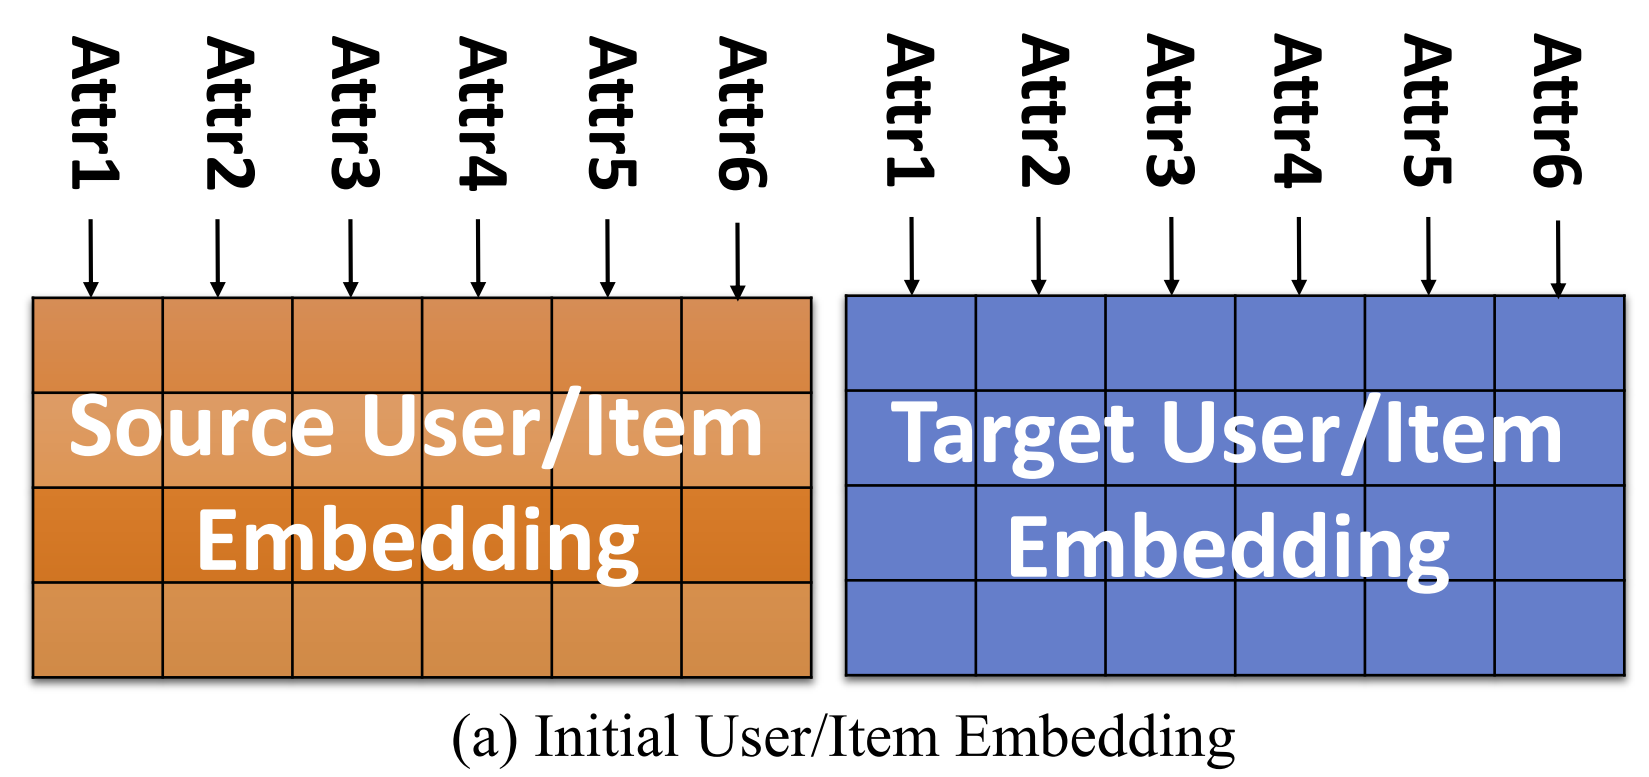 Attr1 Attr2 Attr3 Attr4 Attr5 Attr6
Attr1 Attr2 Attr3 Attr4 Attr5 Attr6
Source User/Item
Embedding
Target User/Item
Embedding
(a) Initial User/Item Embedding